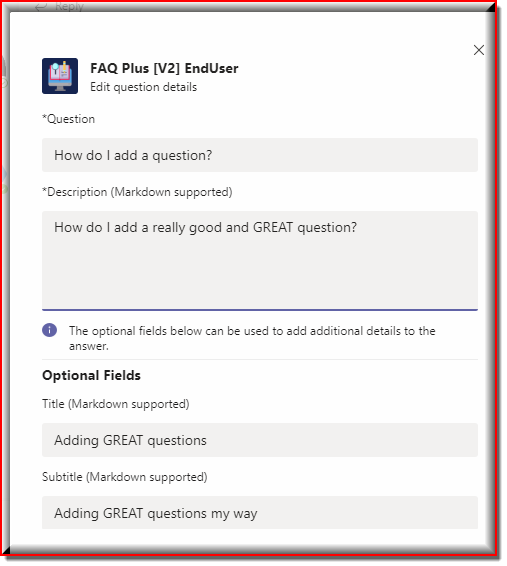 Reply
FAQ Plus [V2] EndUser
Edit question details
*Question
How do I add a question?
*Description (Markdown supported)
How do I add a really good and GREAT question?
The optional fields below can be used to add additional details to the
answer.
Optional Fields
Title (Markdown supported)
Adding GREAT questions
Subtitle (Markdown supported)
Adding GREAT questions my way